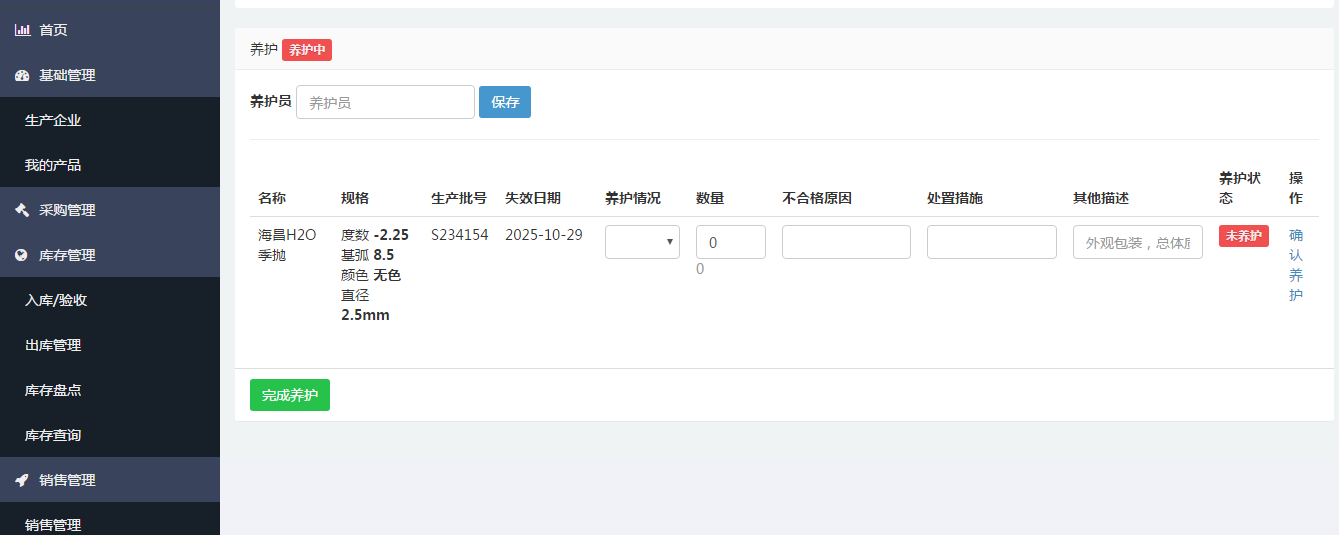 首页
基础管理
生产企业
我的产品
采购管理
库存管理
入库/验收
出库管理
库存盘点
库存查询
销售管理
销售管理
养护 养护中
养护员 养护员 保存
名称 规格 生产批号 失效日期 养护情况 数量 不合格原因 处置措施 其他描述 养护状态 操作
海昌H2O季抛
度数 -2.25
基弧 8.5
颜色 无色
直径
2.5mm
S234154
2025-10-29
0
0
外观包装，总体质
未养护
确认养护
完成养护